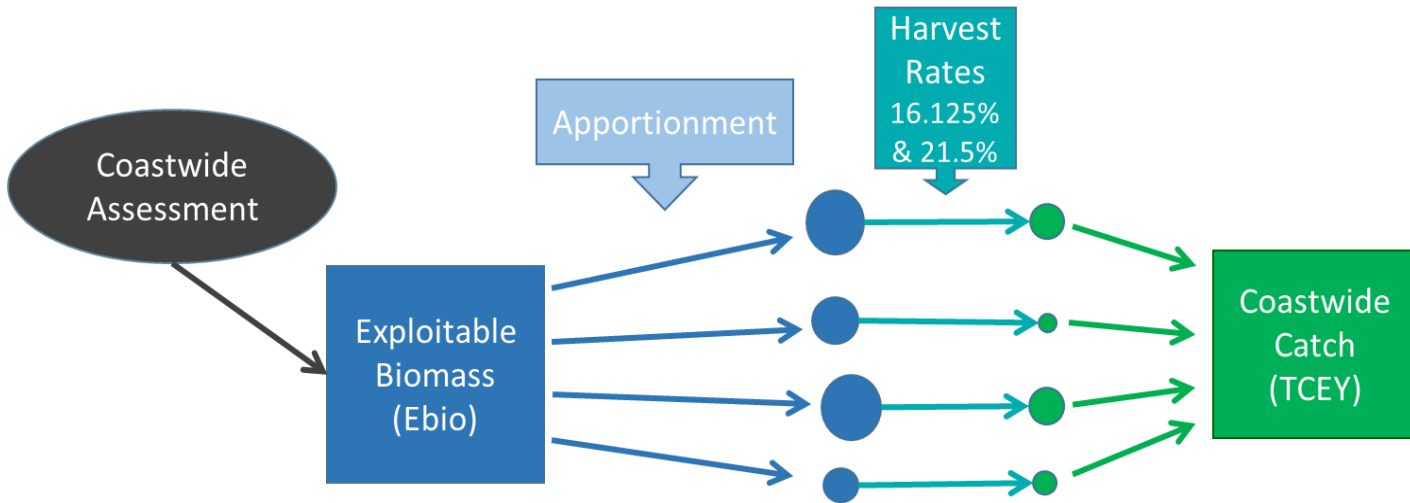 Coastwide
Assessment
Exploitable
Biomass
(Ebio)
Apportionment
Harvest
Rates
16.125%
& 21.5%
Coastwide
Catch
(TCEY)